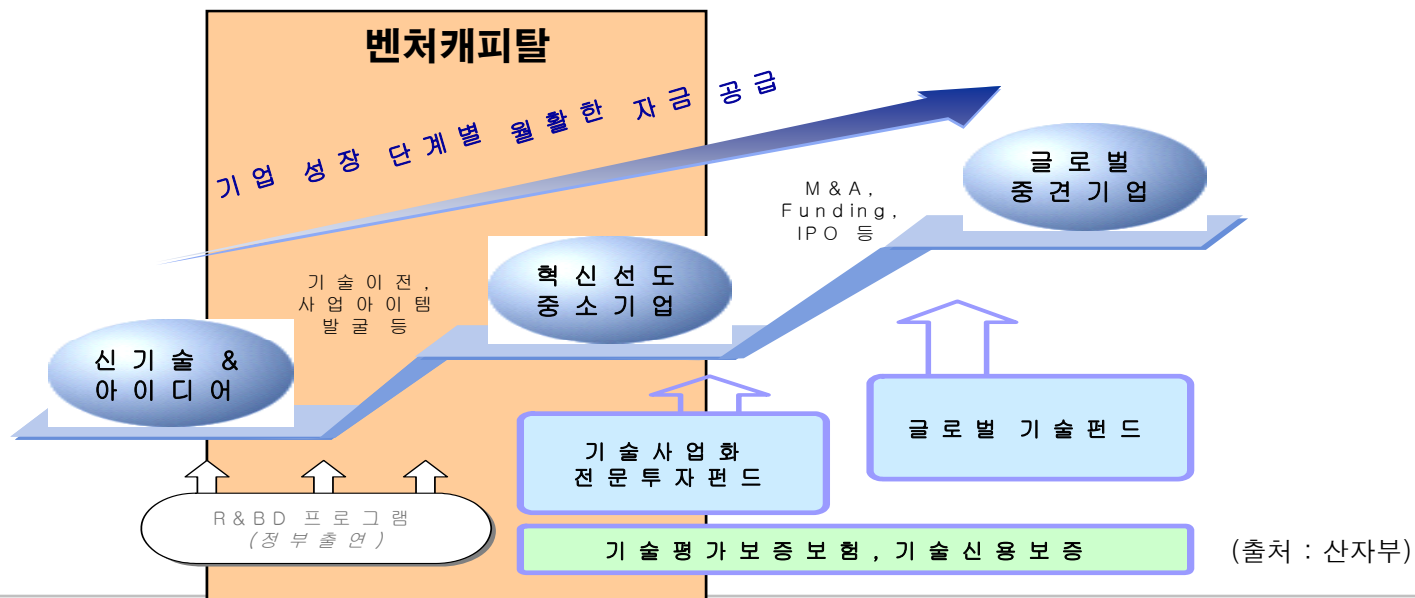 벤처캐피탈
기업 성장 단계별 월활한 자금 공급
글로벌
중견기업
M&A,
Funding,
IPO 등
혁신선도
중소기업
기술이전,
사업아이템
발굴 등
신기술 &
아이디어
글로벌 기술펀드
기술사업화
전문투자펀드
R&BD 프로그램
(정부출연)
기술평가보증보험, 기술신용보증
(출처 : 산자부)